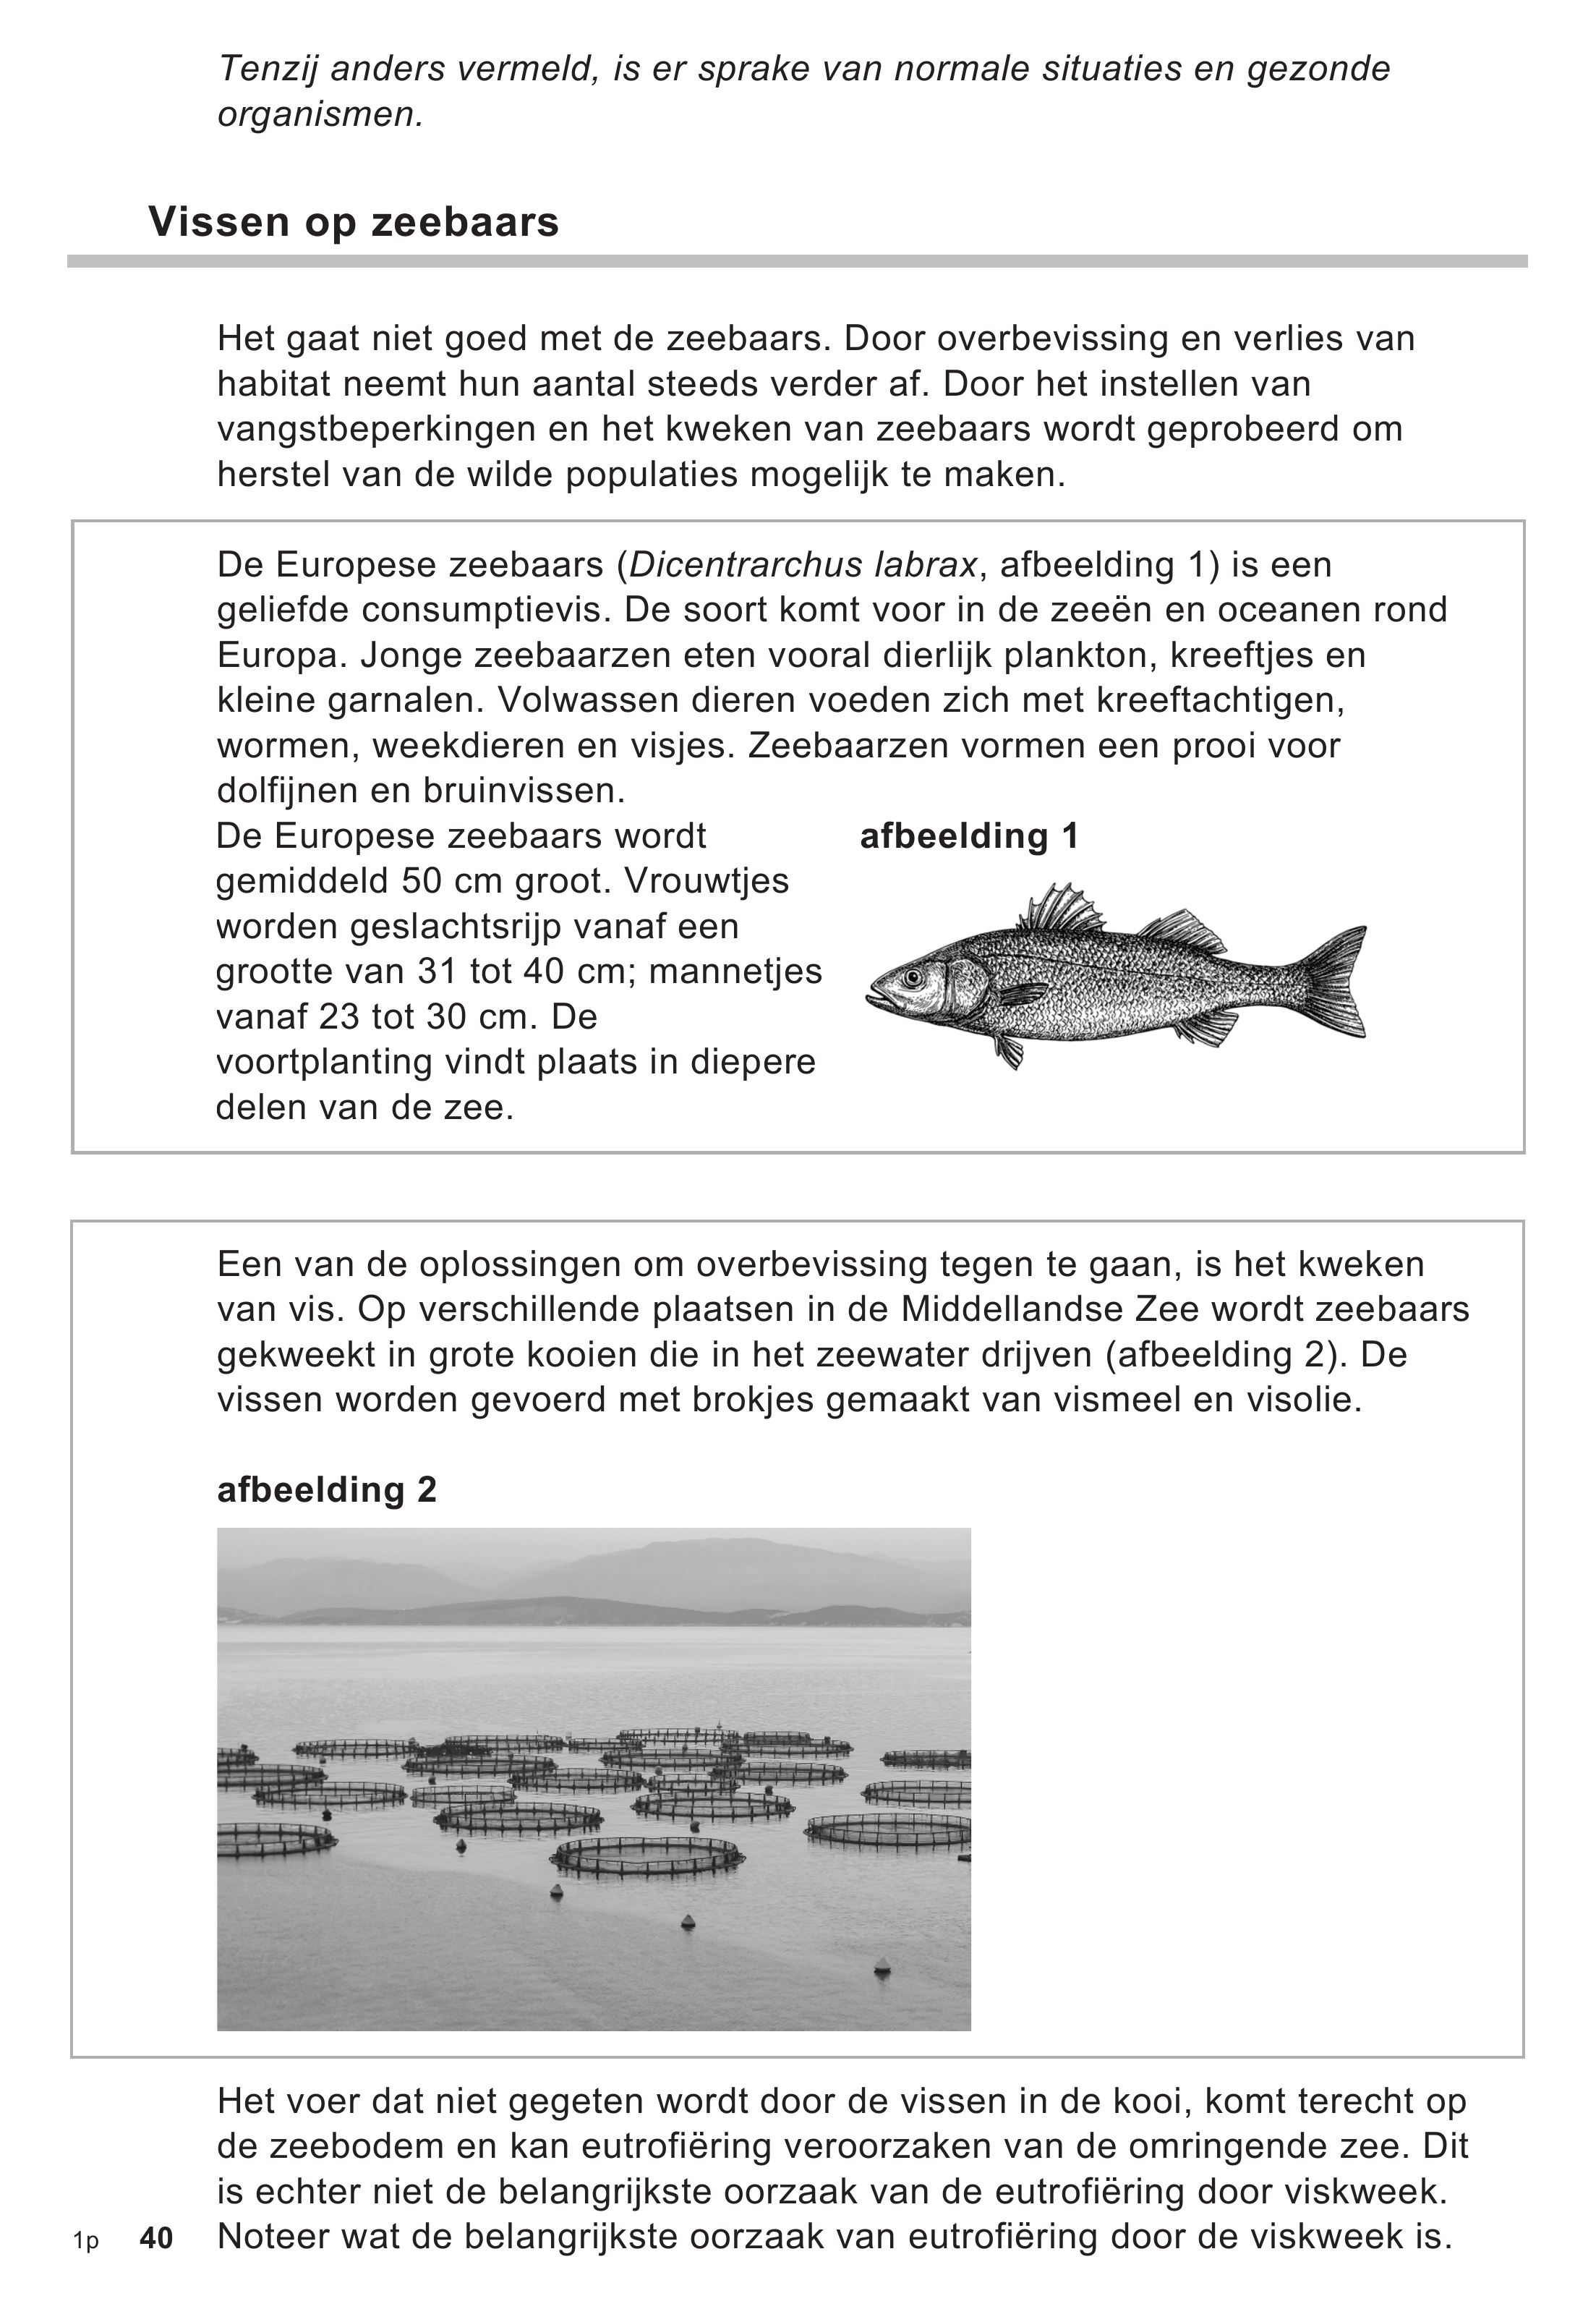 Tenzij anders vermeld, is er sprake van normale situaties en gezonde
organismen.
Vissen op zeebaars
Het gaat niet goed met de zeebaars. Door overbevissing en verlies van
habitat neemt hun aantal steeds verder af. Door het instellen van
vangstbeperkingen en het kweken van zeebaars wordt geprobeerd om
herstel van de wilde populaties mogelijk te maken.
De Europese zeebaars (Dicentrarchus labrax, afbeelding 1) is een
geliefde consumptievis. De soort komt voor in de zeeën en oceanen rond
Europa. Jonge zeebaarzen eten vooral dierlijk plankton, kreeftjes en
kleine garnalen. Volwassen dieren voeden zich met kreeftachtigen,
wormen, weekdieren en visjes. Zeebaarzen vormen een prooi voor
dolfijnen en bruinvissen.
De Europese zeebaars wordt
gemiddeld 50 cm groot. Vrouwtjes
worden geslachtsrijp vanaf een
grootte van 31 tot 40 cm; mannetjes
vanaf 23 tot 30 cm. De
voortplanting vindt plaats in diepere
delen van de zee.
afbeelding 1
Een van de oplossingen om overbevissing tegen te gaan, is het kweken
van vis. Op verschillende plaatsen in de Middellandse Zee wordt zeebaars
gekweekt in grote kooien die in het zeewater drijven (afbeelding 2). De
vissen worden gevoerd met brokjes gemaakt van vismeel en visolie.
afbeelding 2
Het voer dat niet gegeten wordt door de vissen in de kooi, komt terecht op
de zeebodem en kan eutrofiëring veroorzaken van de omringende zee. Dit
is echter niet de belangrijkste oorzaak van de eutrofiëring door viskweek.
1p 40 Noteer wat de belangrijkste oorzaak van eutrofiëring door de viskweek is.